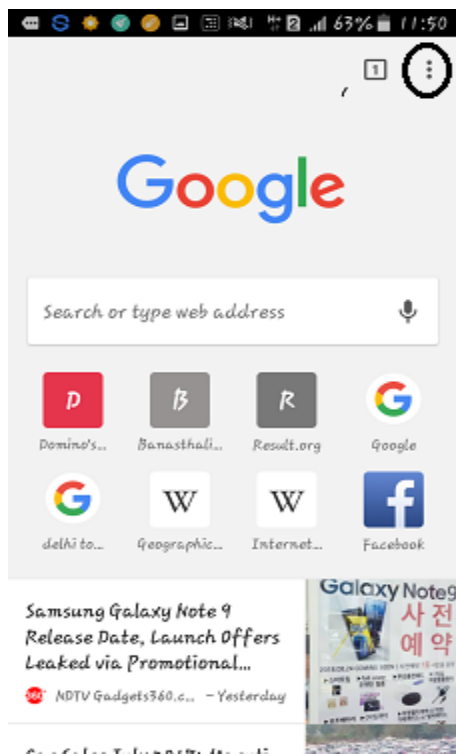 63% 11:50
1
Google
Search or type web address
D
B
R
G
Domino's...
Banasthali...
Result.org
Google
G
W
W
f
delhi to...
Geographic...
Internet...
Facebook
Samsung Galaxy Note 9
Release Date, Launch Offers
Leaked via Promotional...
360 NDTV Gadgets360.c... – Yesterday
Galaxy Note9
사전
예약